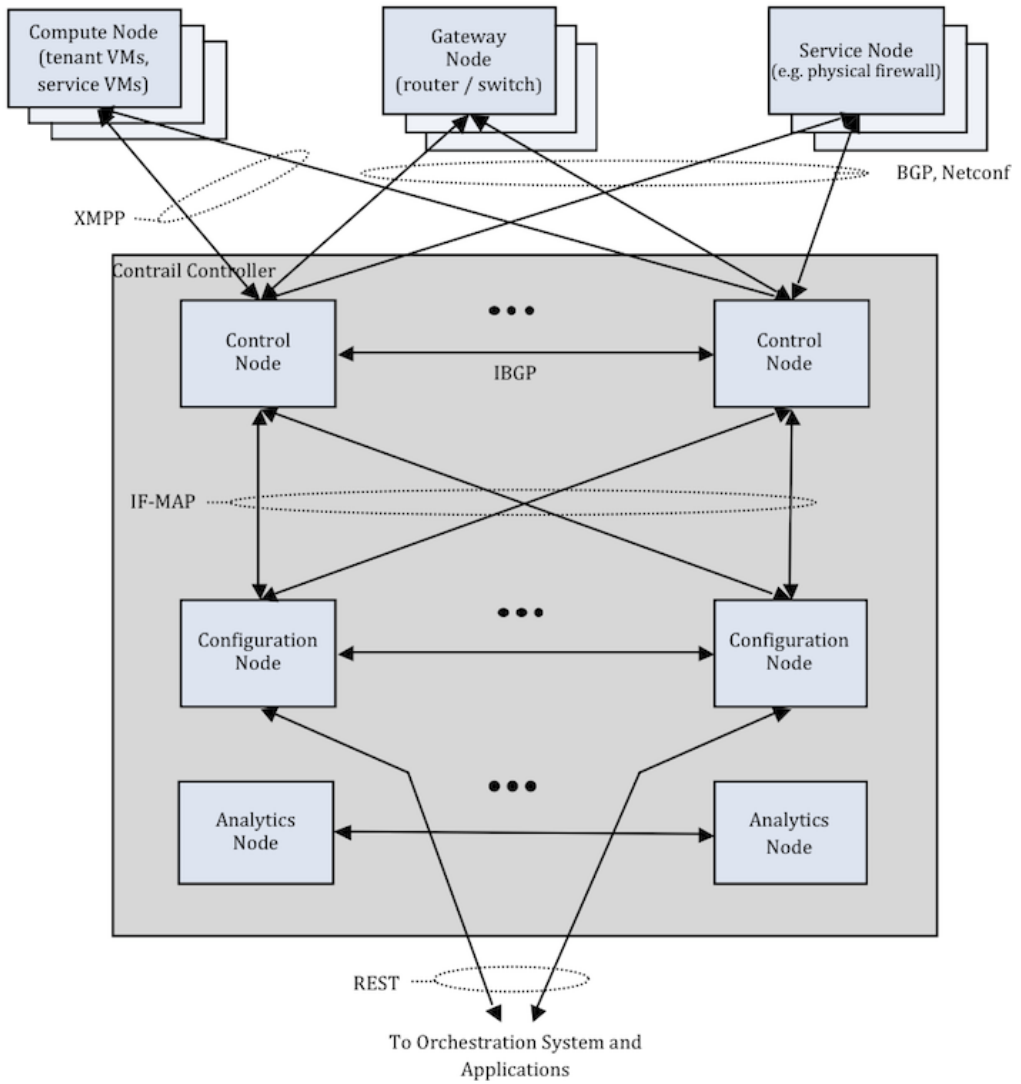 Compute Node
(tenant VMs,
service VMs)
Gateway
Node
(router / switch)
Service Node
(e.g. physical firewall)
XMPP
BGP, Netconf
Contrail Controller
Control
Node
IBGP
Control
Node
IF-MAP
Configuration
Node
Configuration
Node
Analytics
Node
Analytics
Node
REST
To Orchestration System and
Applications